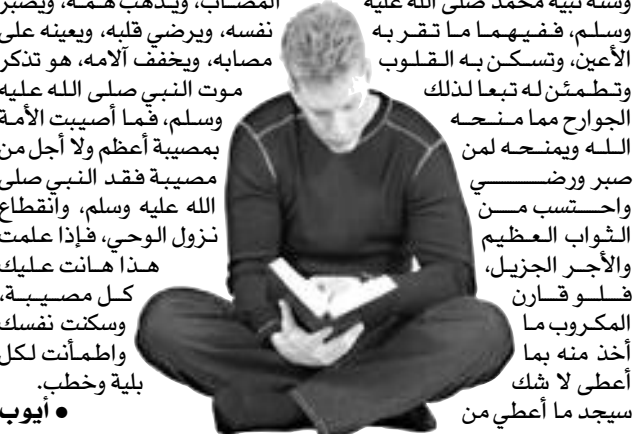 وسنة نبيه محمد صلى الله عليه
وسلم، ففيهما ما تقر به
الأعين، وتسكن به القلوب
وتطمئن له تبعا لذلك
الجوارح مما منحه
الله ويمنحه لمن
صبر ورضي
واحتسب من
الثواب العظيم
والأجر الجزيل،
فلو قارن
المكروب ما
أخذ منه بما
أعطى لا شك
سيجد ما أعطي من
المصاب، ويذهب همه، ويصبر
نفسه، ويرضي قلبه، ويعينه على
مصابه، ويخفف آلامه، هو تذكر
موت النبي صلى الله عليه
وسلم، فما أصيبت الأمة
بمصيبة أعظم ولا أجل من
مصيبة فقد النبي صلى
الله عليه وسلم، وانقطاع
نزول الوحي، فإذا علمت
هذا هانت عليك
كل مصيبة،
وسكنت نفسك
واطمأنت لكل
بلية وخطب.
● أيوب